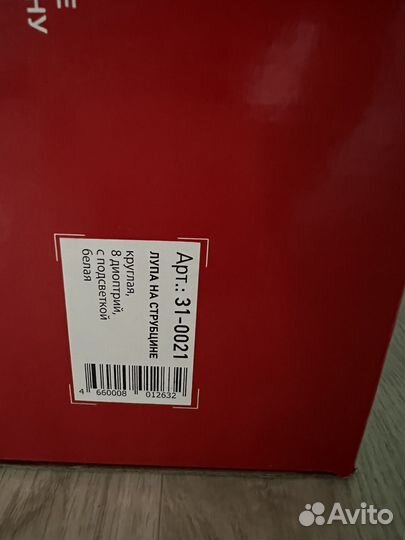 Арт.: 31-0021
ЛУПА НА СТРУБЦИНЕ
круглая,
8 диоптрий,
с подсветкой
белая
4 660008 012632
Avito